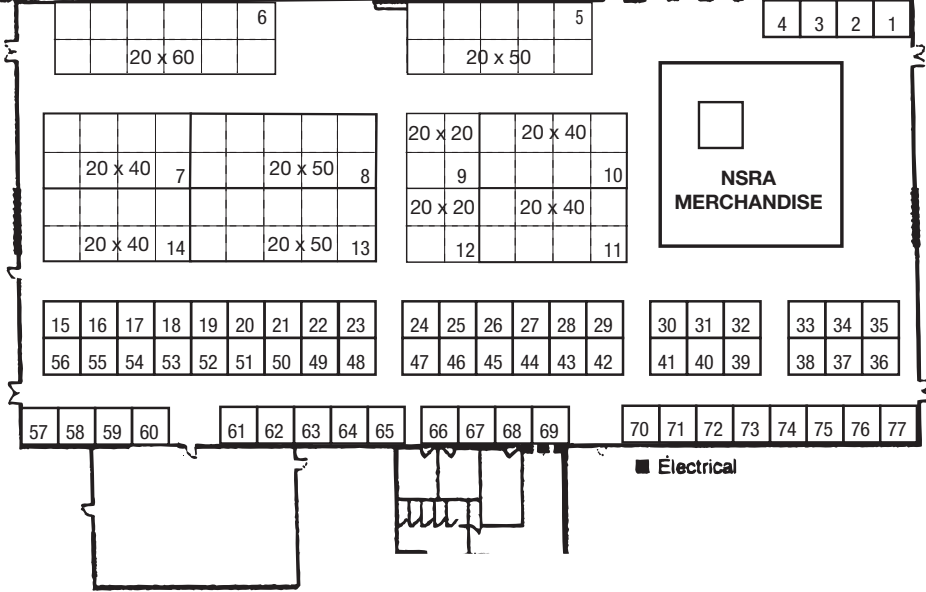 6
5
4 3 2 1
20 x 60
20 x 50
20 x 20 20 x 40
20 x 40 7 20 x 50 8 9 10
NSRA
MERCHANDISE
20 x 20 20 x 40
20 x 40 14 20 x 50 13 12 11
15 16 17 18 19 20 21 22 23 24 25 26 27 28 29 30 31 32 33 34 35
56 55 54 53 52 51 50 49 48 47 46 45 44 43 42 41 40 39 38 37 36
57 58 59 60 61 62 63 64 65 66 67 68 69 70 71 72 73 74 75 76 77
Electrical